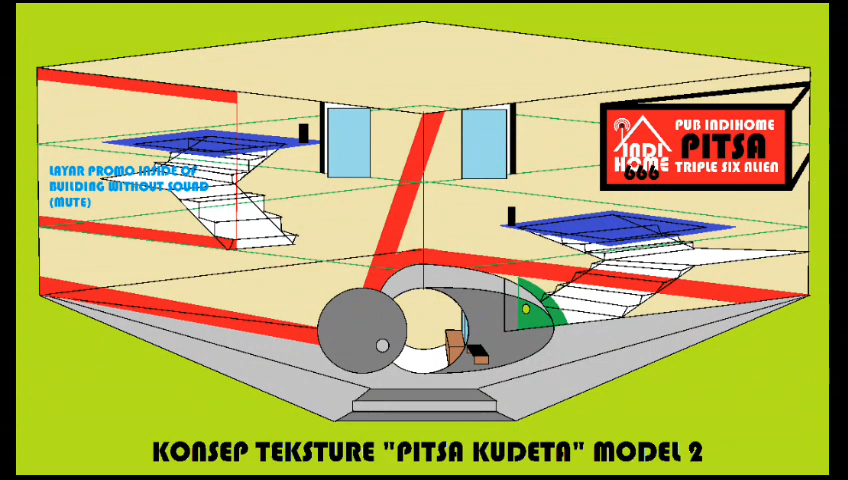 PUB INDIHOME
PITSA
TRIPLE SIX ALIEN
INDI
HOME
666
LAYAR PROMO INSIDE OF
BUILDING WITHOUT SOUND
(MUTE)
KONSEP TEKSTURE "PITSA KUDETA" MODEL 2